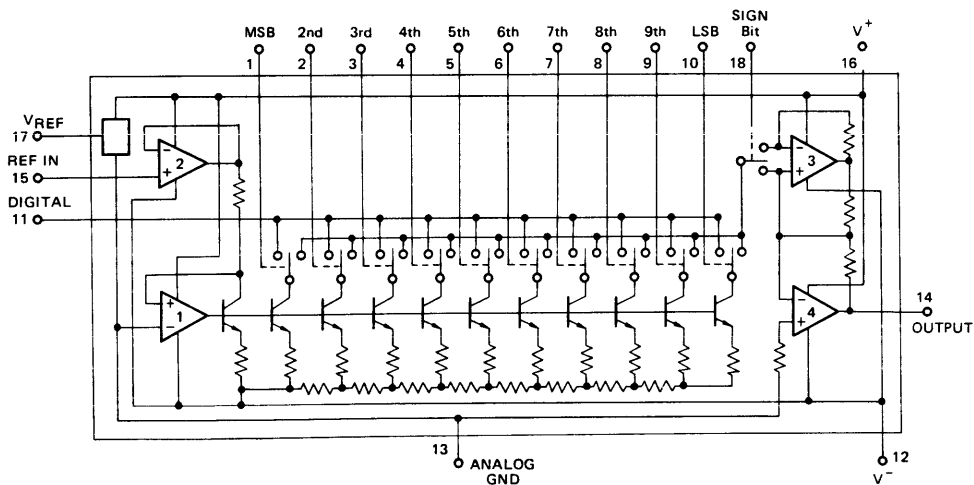 MSB 2nd 3rd 4th 5th 6th 7th 8th 9th LSB SIGN Bit V+
1 2 3 4 5 6 7 8 9 10 18 16
VREF
17
REF IN
15
DIGITAL
11
- + 2
- + 3
+ - 1
- + 4
14
OUTPUT
13
ANALOG
GND
12
V-